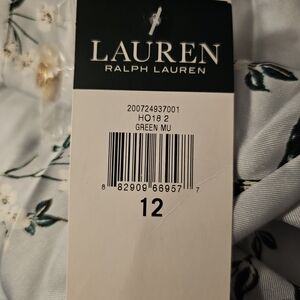 LAUREN
RALPH LAUREN
200724937001
HO18 2
GREEN MU
8 82909 66957 7
12